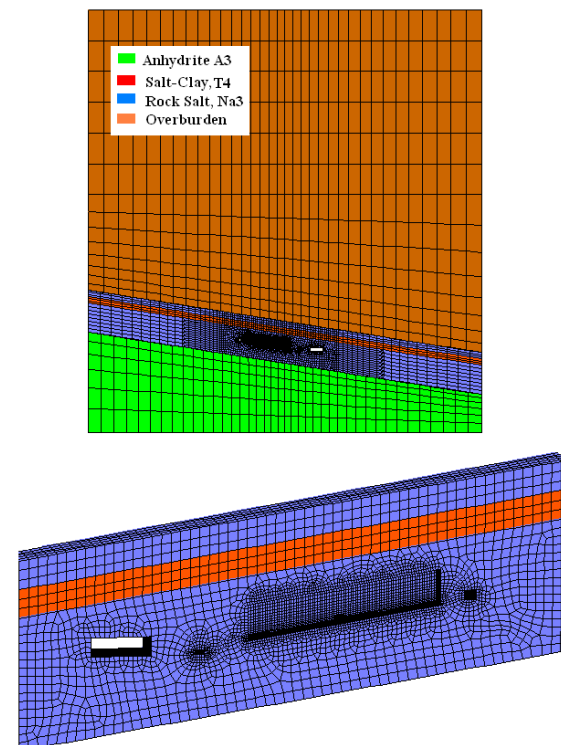 Anhydrite A3
Salt-Clay, T4
Rock Salt, Na3
Overburden